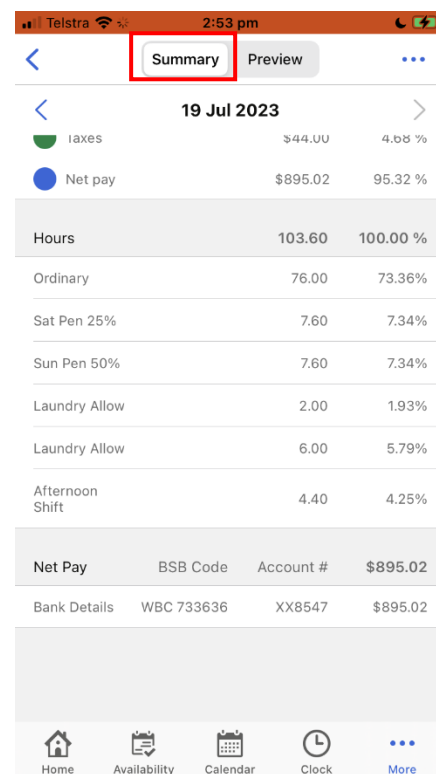 Telstra 2:53 pm
Summary Preview
19 Jul 2023
Taxes $44.00 4.68 %
Net pay $895.02 95.32 %
Hours 103.60 100.00 %
Ordinary 76.00 73.36%
Sat Pen 25% 7.60 7.34%
Sun Pen 50% 7.60 7.34%
Laundry Allow 2.00 1.93%
Laundry Allow 6.00 5.79%
Afternoon
Shift 4.40 4.25%
Net Pay BSB Code Account # $895.02
Bank Details WBC 733636 XX8547 $895.02
Home Availability Calendar Clock More